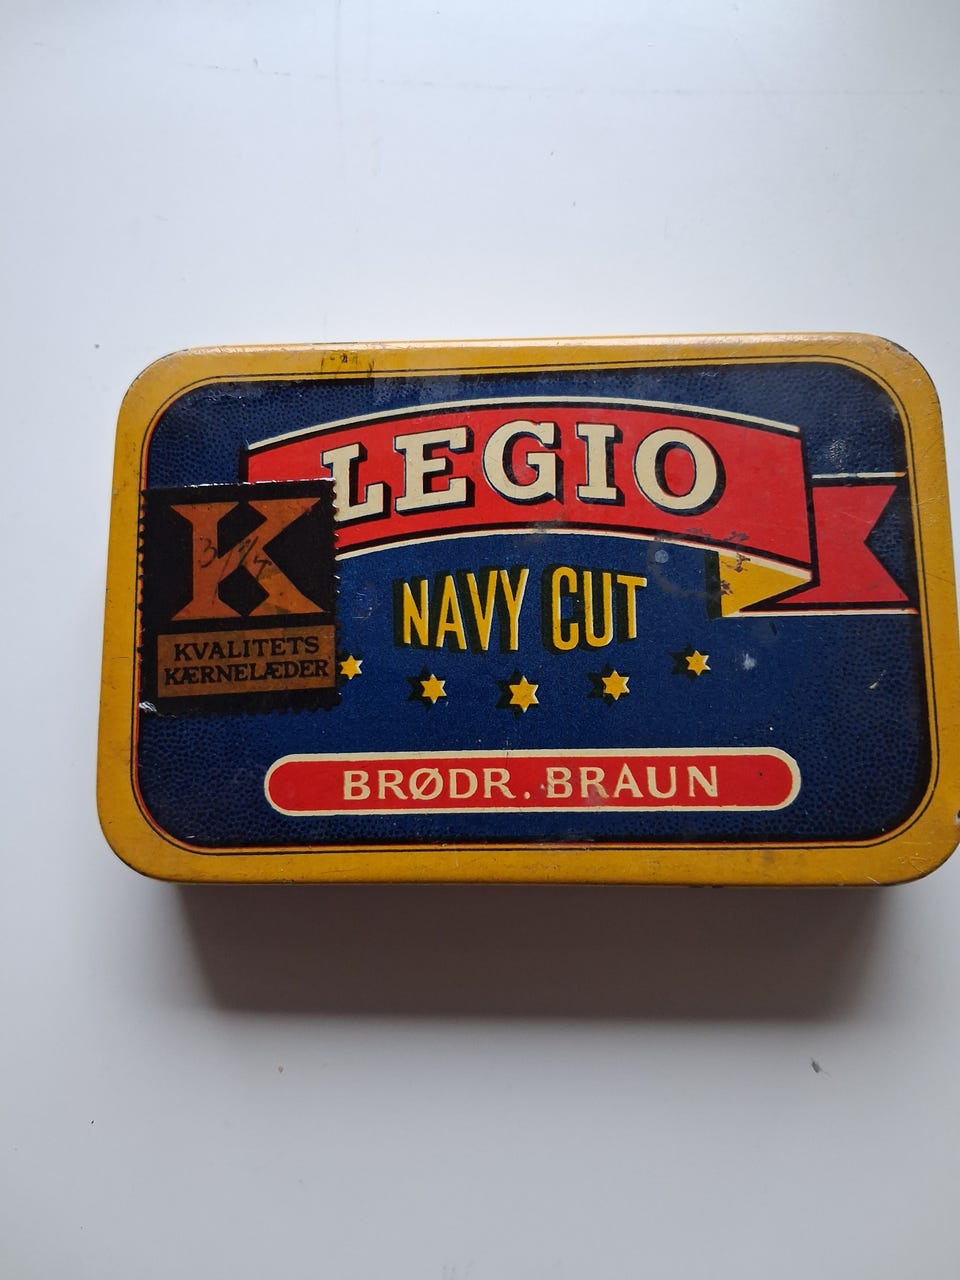 LEGIO
NAVY CUT
K
KVALITETS
KÆRNELÆDER
BRØDR. BRAUN